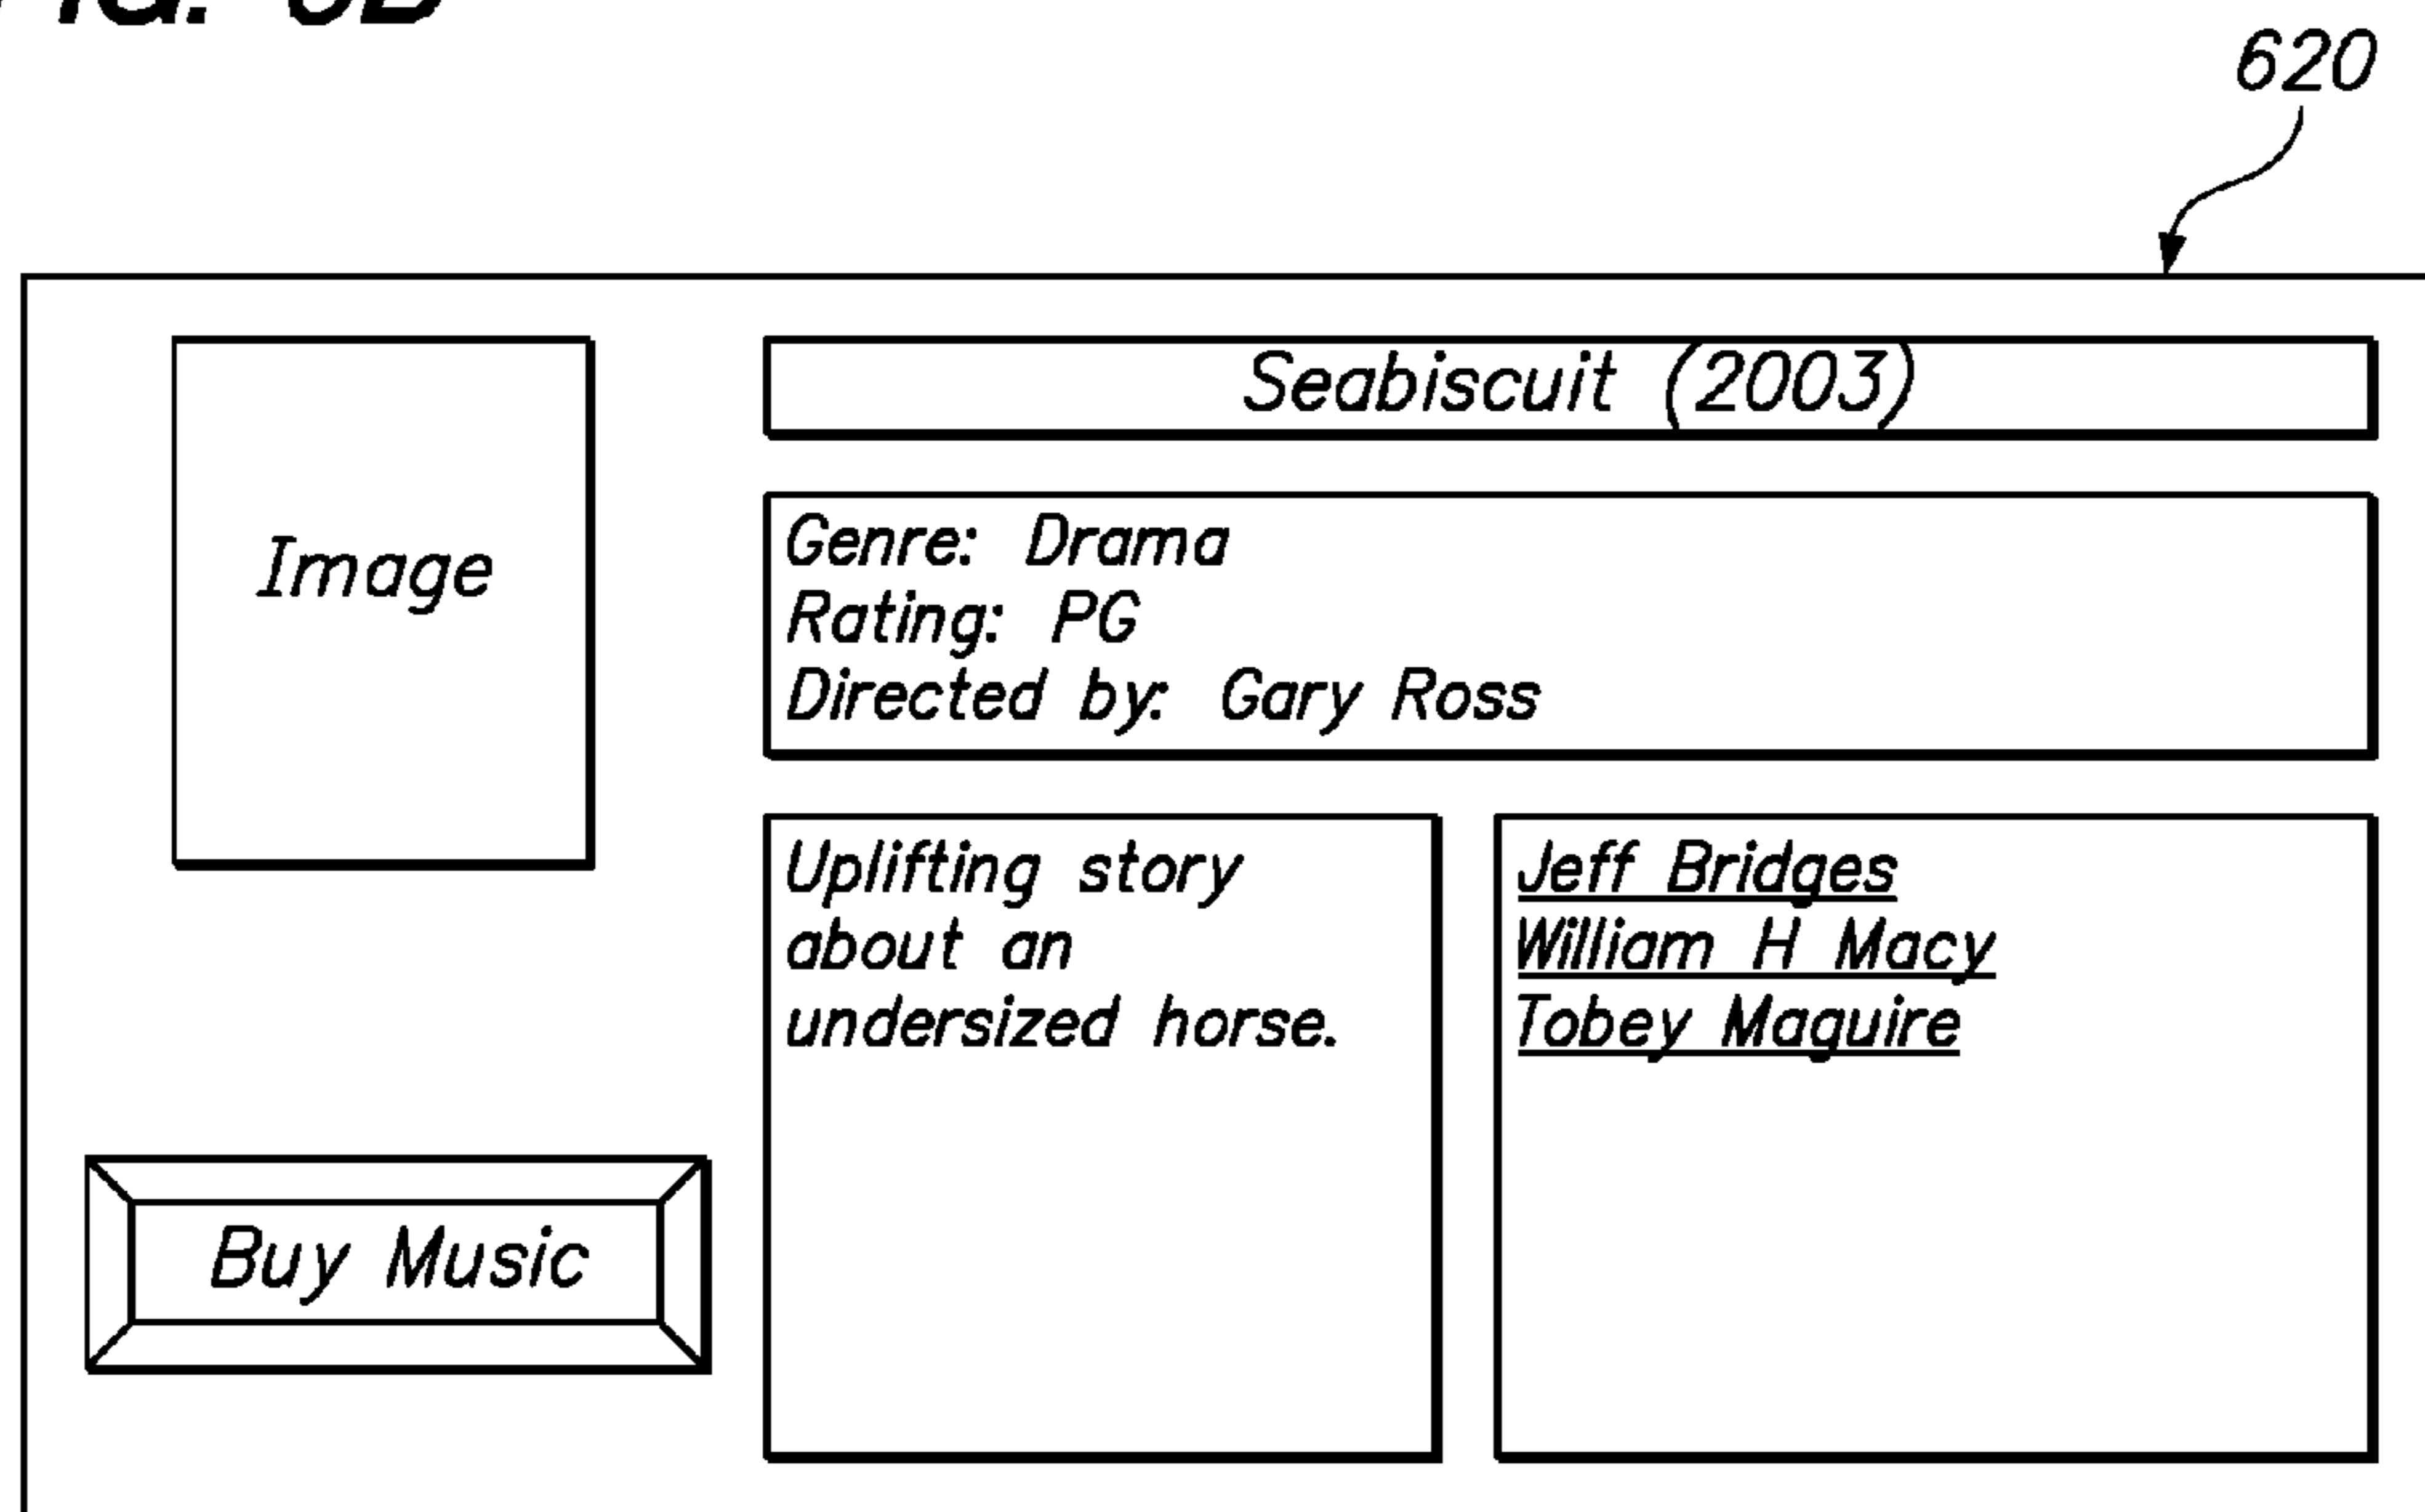 620
Seabiscuit (2003)
Image
Genre: Drama
Rating: PG
Directed by: Gary Ross
Uplifting story
about an
undersized horse.
Jeff Bridges
William H Macy
Tobey Maguire
Buy Music